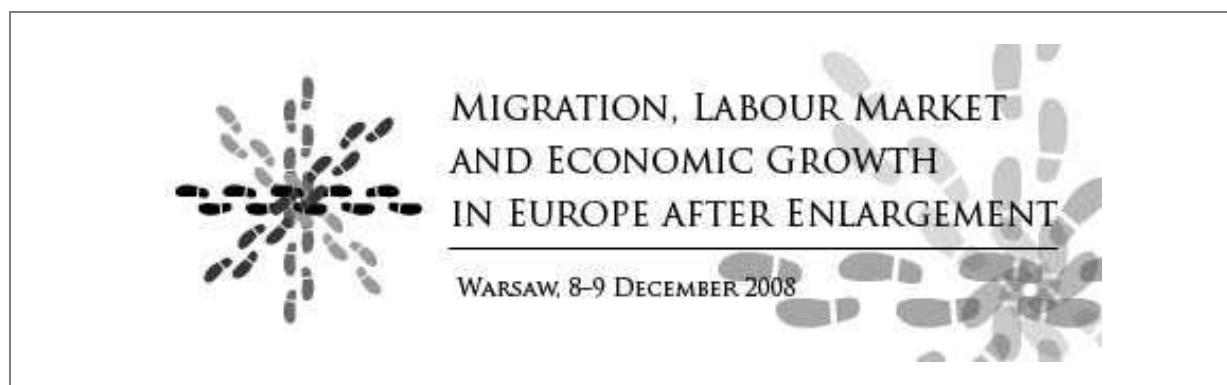 MIGRATION, LABOUR MARKET
AND ECONOMIC GROWTH
IN EUROPE AFTER ENLARGEMENT
WARSAW, 8–9 DECEMBER 2008